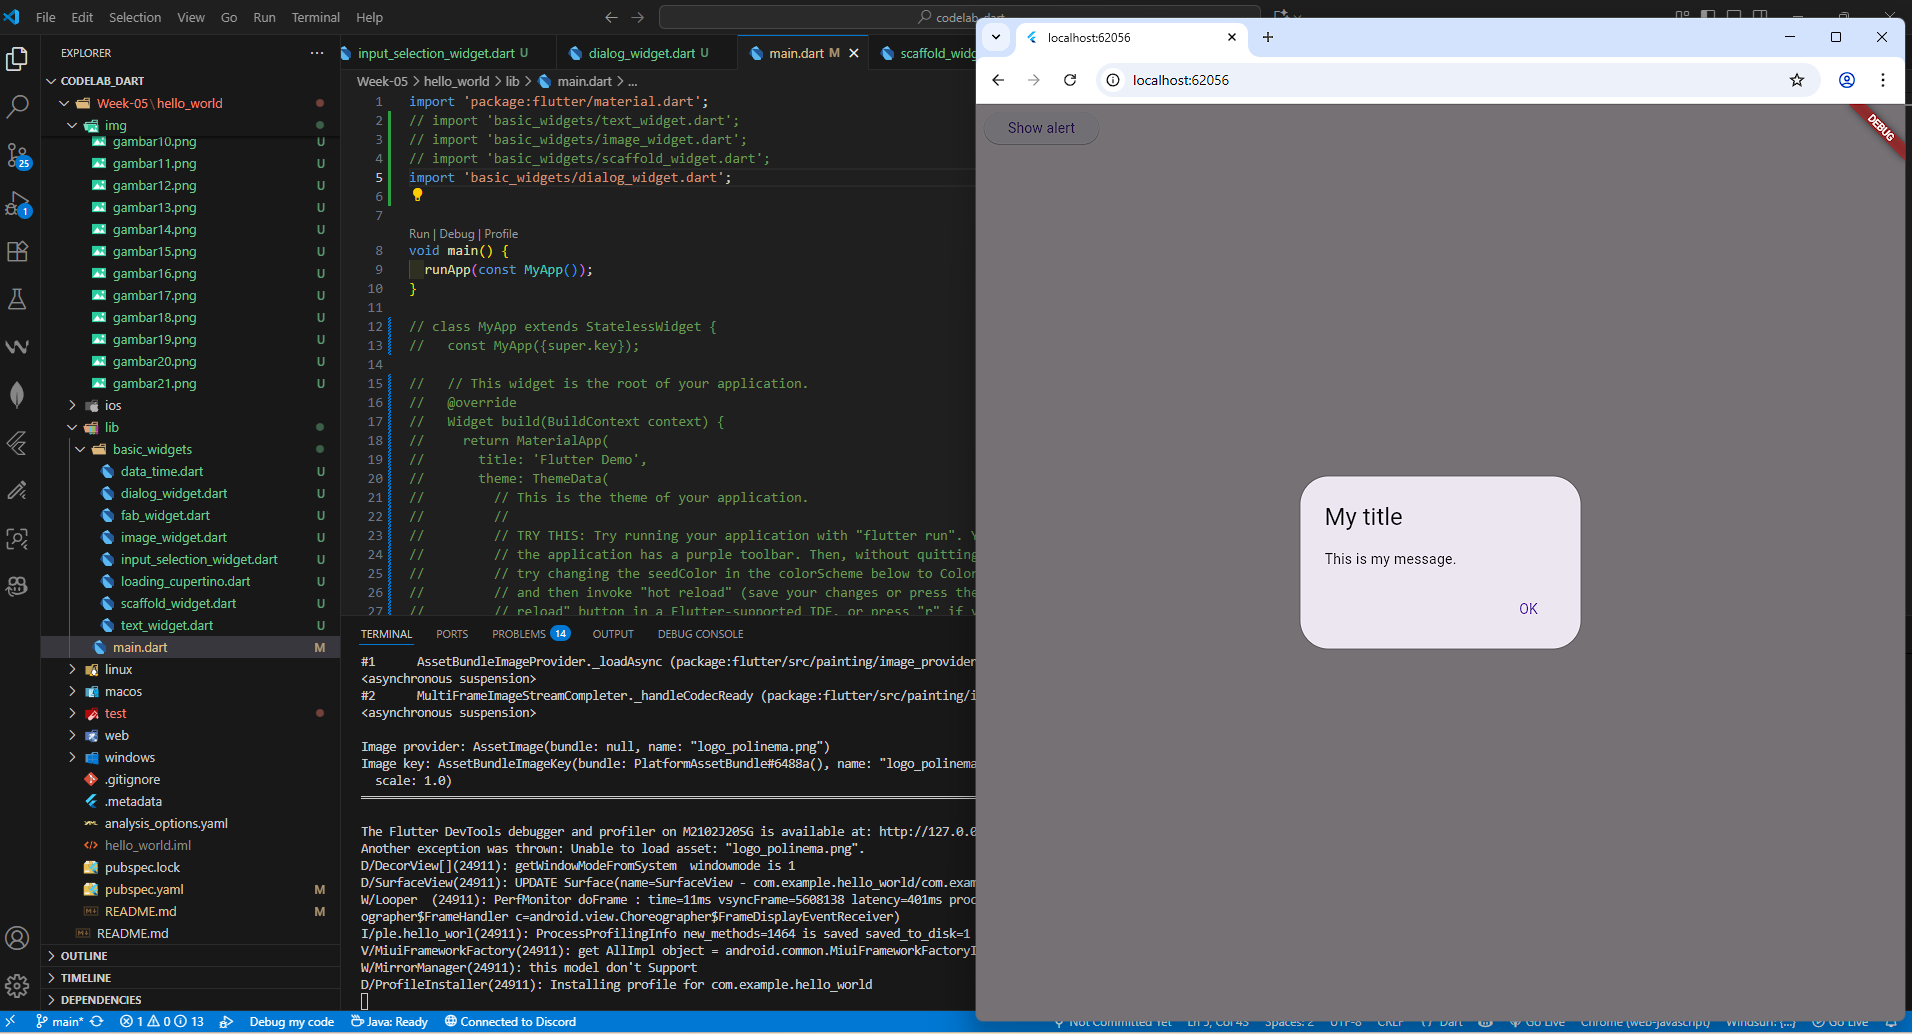 File Edit Selection View Go Run Terminal Help
codelab_dart
EXPLORER
CODELAB_DART
Week-05\hello_world
img
gambar10.png U
gambar11.png U
gambar12.png U
gambar13.png U
gambar14.png U
gambar15.png U
gambar16.png U
gambar17.png U
gambar18.png U
gambar19.png U
gambar20.png U
gambar21.png U
ios
lib
basic_widgets
data_time.dart U
dialog_widget.dart U
fab_widget.dart U
image_widget.dart U
input_selection_widget.dart U
loading_cupertino.dart U
scaffold_widget.dart U
text_widget.dart U
main.dart M
linux
macos
test
web
windows
.gitignore
.metadata
analysis_options.yaml
hello_world.iml
pubspec.lock
pubspec.yaml M
README.md M
README.md
OUTLINE
TIMELINE
DEPENDENCIES
25
1
input_selection_widget.dart U dialog_widget.dart U main.dart M scaffold_widg
Week-05 > hello_world > lib > main.dart > ...
1 import 'package:flutter/material.dart';
2 // import 'basic_widgets/text_widget.dart';
3 // import 'basic_widgets/image_widget.dart';
4 // import 'basic_widgets/scaffold_widget.dart';
5 import 'basic_widgets/dialog_widget.dart';
6
7
Run | Debug | Profile
8 void main() {
9 runApp(const MyApp());
10 }
11
12 // class MyApp extends StatelessWidget {
13 // const MyApp({super.key});
14
15 // // This widget is the root of your application.
16 // @override
17 // Widget build(BuildContext context) {
18 // return MaterialApp(
19 // title: 'Flutter Demo',
20 // theme: ThemeData(
21 // // This is the theme of your application.
22 // //
23 // // TRY THIS: Try running your application with "flutter run". Y
24 // // the application has a purple toolbar. Then, without quitting
25 // // try changing the seedColor in the colorScheme below to Color
26 // // and then invoke "hot reload" (save your changes or press the
27 // // reload" button in a Flutter-supported IDE, or press "r" if y
TERMINAL PORTS PROBLEMS 14 OUTPUT DEBUG CONSOLE
#1 AssetBundleImageProvider._loadAsync (package:flutter/src/painting/image_provider
<asynchronous suspension>
#2 MultiFrameImageStreamCompleter._handleCodecReady (package:flutter/src/painting/i
<asynchronous suspension>
Image provider: AssetImage(bundle: null, name: "logo_polinema.png")
Image key: AssetBundleImageKey(bundle: PlatformAssetBundle#6488a(), name: "logo_polinema
scale: 1.0)
The Flutter DevTools debugger and profiler on M2102J20SG is available at: http://127.0.0
Another exception was thrown: Unable to load asset: "logo_polinema.png".
D/DecorView[](24911): getWindowModeFromSystem windowmode is 1
D/SurfaceView(24911): UPDATE Surface(name=SurfaceView - com.example.hello_world/com.exam
W/Looper (24911): PerfMonitor doFrame : time=11ms vsyncFrame=5608138 latency=401ms proc
ographer$FrameHandler c=android.view.Choreographer$FrameDisplayEventReceiver)
I/ple.hello_worl(24911): ProcessProfilingInfo new_methods=1464 is saved saved_to_disk=1
V/MiuiFrameworkFactory(24911): get AllImpl object = android.common.MiuiFrameworkFactoryI
W/MirrorManager(24911): this model don't Support
D/ProfileInstaller(24911): Installing profile for com.example.hello_world
localhost:62056
localhost:62056
Show alert
DEBUG
My title
This is my message.
OK
main* 1 0 13 Debug my code Java: Ready Connected to Discord Not Committed Yet Ln 5, Col 43 Spaces: 2 UTF-8 CRLF Dart Go Live Chrome (web-javascript) Windsurf: {...} Go Live